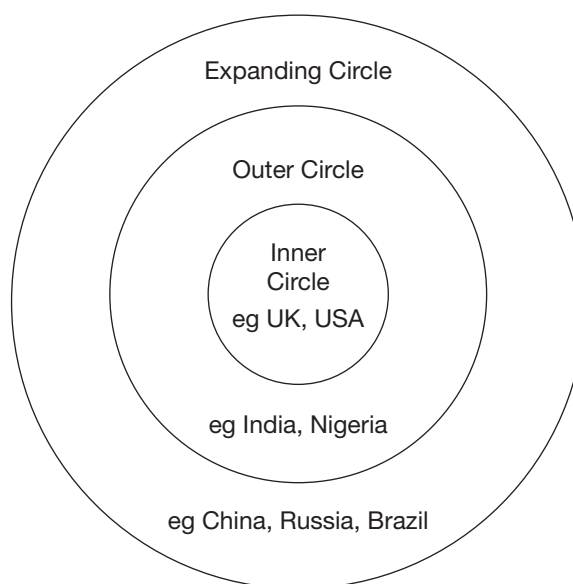 Expanding Circle
Outer Circle
Inner
Circle
eg UK, USA
eg India, Nigeria
eg China, Russia, Brazil